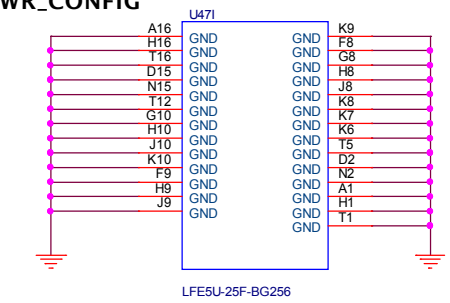 WR_CONFIG
U47I
A16 GND GND K9
H16 GND GND F8
T16 GND GND G8
D15 GND GND H8
N15 GND GND J8
T12 GND GND K8
G10 GND GND K7
H10 GND GND K6
J10 GND GND T5
K10 GND GND D2
F9 GND GND N2
H9 GND GND A1
J9 GND GND H1
GND T1
LFE5U-25F-BG256